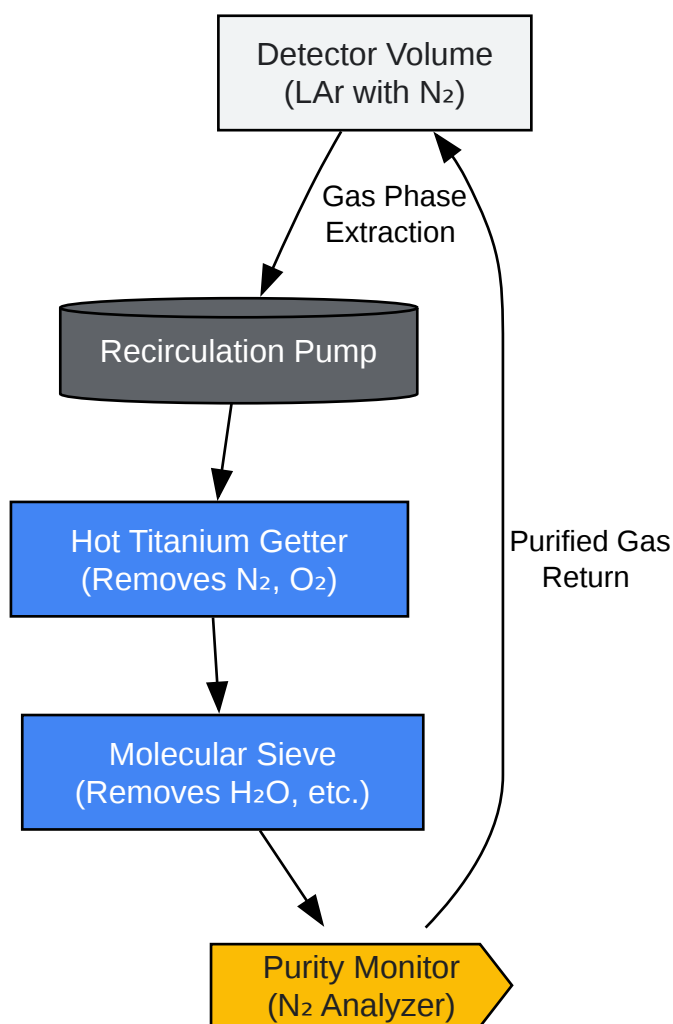 Detector Volume
(LAr with N₂)
Gas Phase
Extraction
Recirculation Pump
Hot Titanium Getter
(Removes N₂, O₂)
Purified Gas
Return
Molecular Sieve
(Removes H₂O, etc.)
Purity Monitor
(N₂ Analyzer)